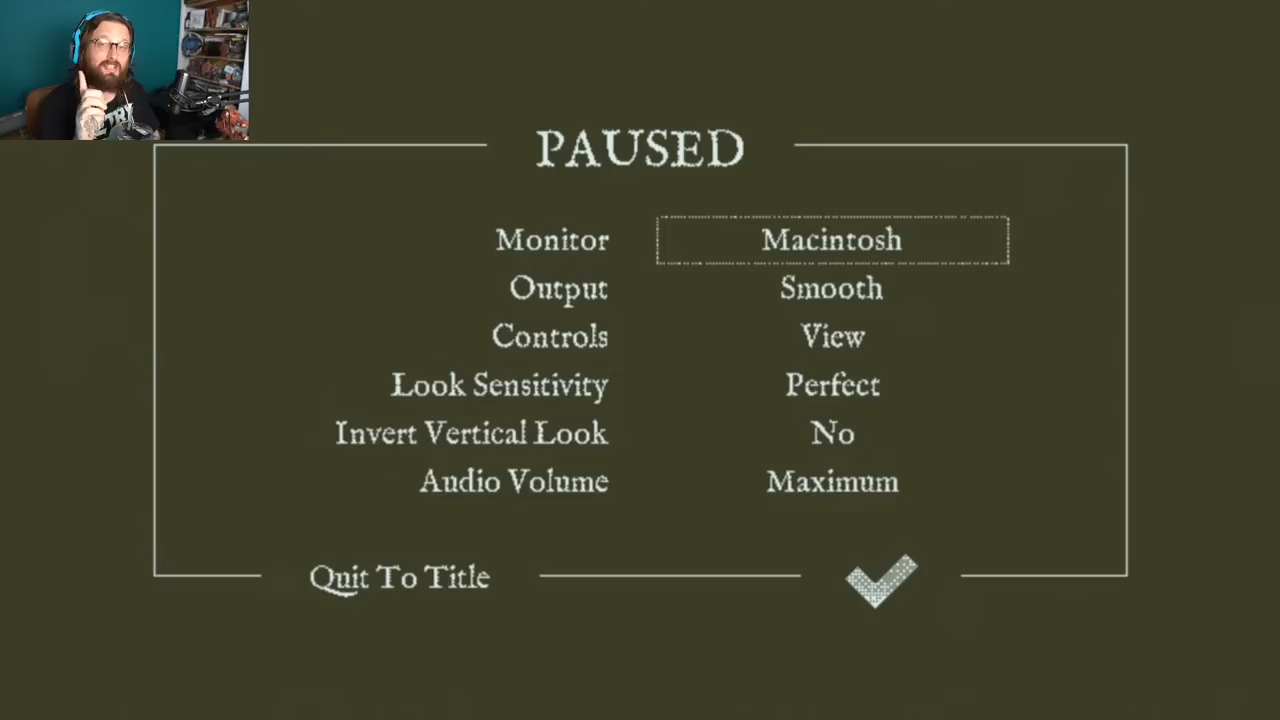 PAUSED
Monitor Macintosh
Output Smooth
Controls View
Look Sensitivity Perfect
Invert Vertical Look No
Audio Volume Maximum
Quit To Title